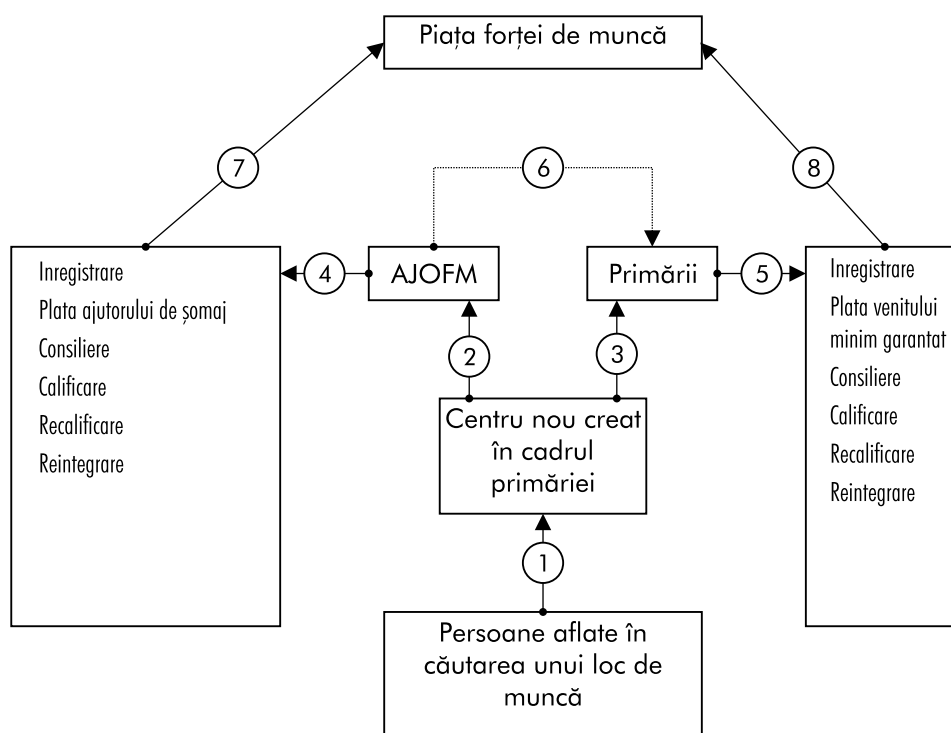 Piața forței de muncă
7
6
8
Inregistrare
Plata ajutorului de șomaj
Consiliere
Calificare
Recalificare
Reintegrare
4
AJOFM
Primării
5
Inregistrare
Plata venitului
minim garantat
Consiliere
Calificare
Recalificare
Reintegrare
2
3
Centru nou creat
în cadrul
primăriei
1
Persoane aflate în
căutarea unui loc de
muncă